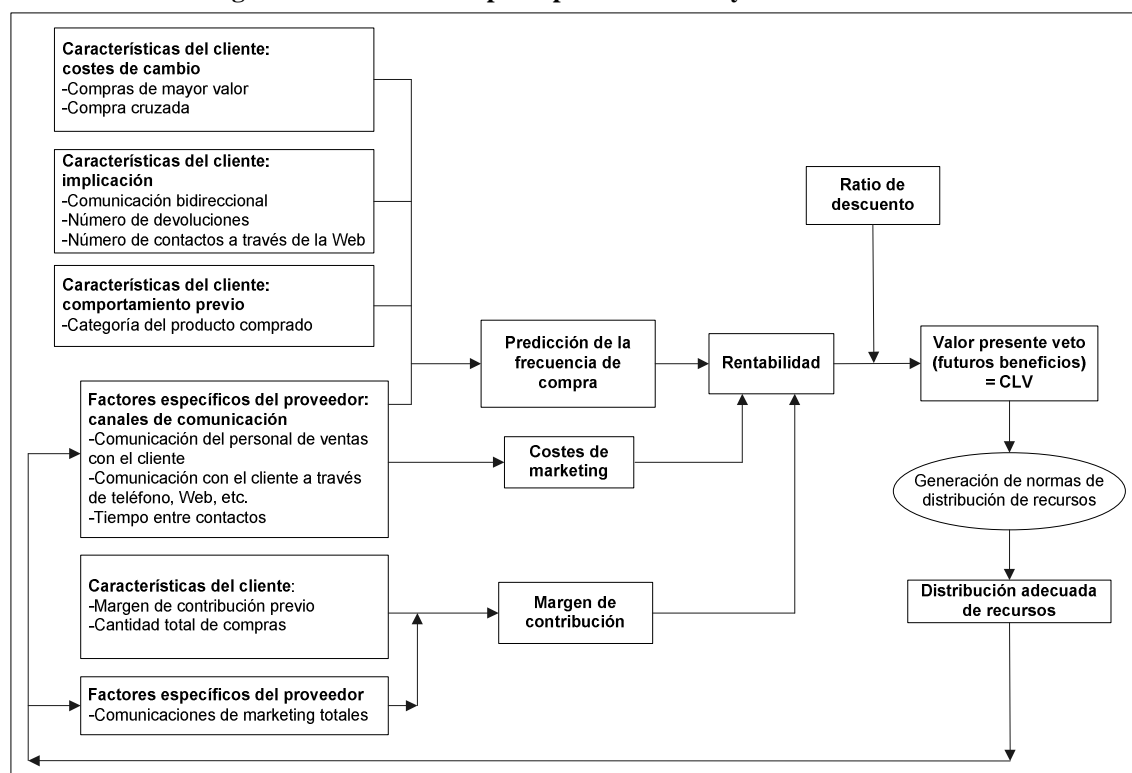 Características del cliente:
costes de cambio
-Compras de mayor valor
-Compra cruzada
Características del cliente:
implicación
-Comunicación bidireccional
-Número de devoluciones
-Número de contactos a través de la Web
Características del cliente:
comportamiento previo
-Categoría del producto comprado
Factores específicos del proveedor:
canales de comunicación
-Comunicación del personal de ventas
con el cliente
-Comunicación con el cliente a través
de teléfono, Web, etc.
-Tiempo entre contactos
Características del cliente:
-Margen de contribución previo
-Cantidad total de compras
Factores específicos del proveedor
-Comunicaciones de marketing totales
Predicción de la
frecuencia de
compra
Costes de
marketing
Margen de
contribución
Rentabilidad
Ratio de
descuento
Valor presente veto
(futuros beneficios)
= CLV
Generación de normas de
distribución de recursos
Distribución adecuada
de recursos